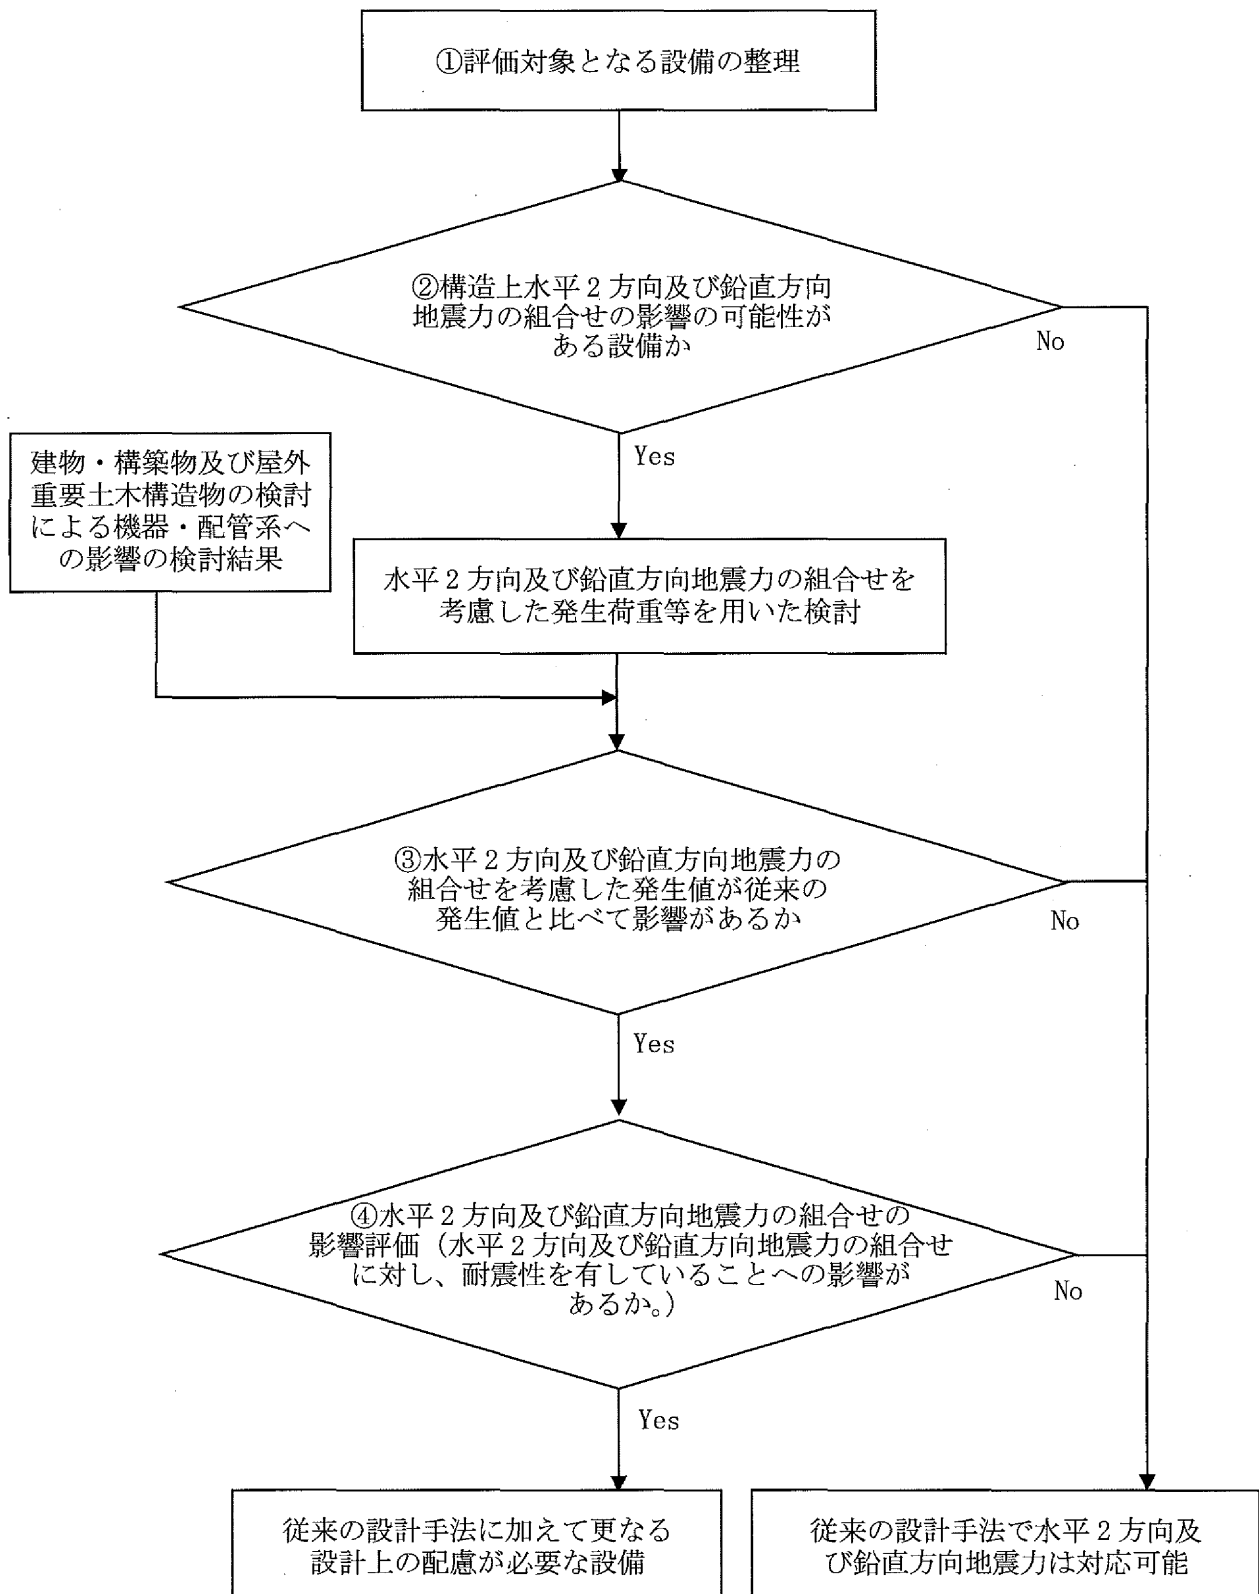 ①評価対象となる設備の整理
②構造上水平2方向及び鉛直方向
地震力の組合せの影響の可能性が
ある設備か
No
Yes
建物・構築物及び屋外
重要土木構造物の検討
による機器・配管系へ
の影響の検討結果
水平2方向及び鉛直方向地震力の組合せを
考慮した発生荷重等を用いた検討
③水平2方向及び鉛直方向地震力の
組合せを考慮した発生値が従来の
発生値と比べて影響があるか
No
Yes
④水平2方向及び鉛直方向地震力の組合せの
影響評価（水平2方向及び鉛直方向地震力の組合せ
に対し、耐震性を有していることへの影響が
あるか。）
No
Yes
従来の設計手法に加えて更なる
設計上の配慮が必要な設備
従来の設計手法で水平2方向及
び鉛直方向地震力は対応可能